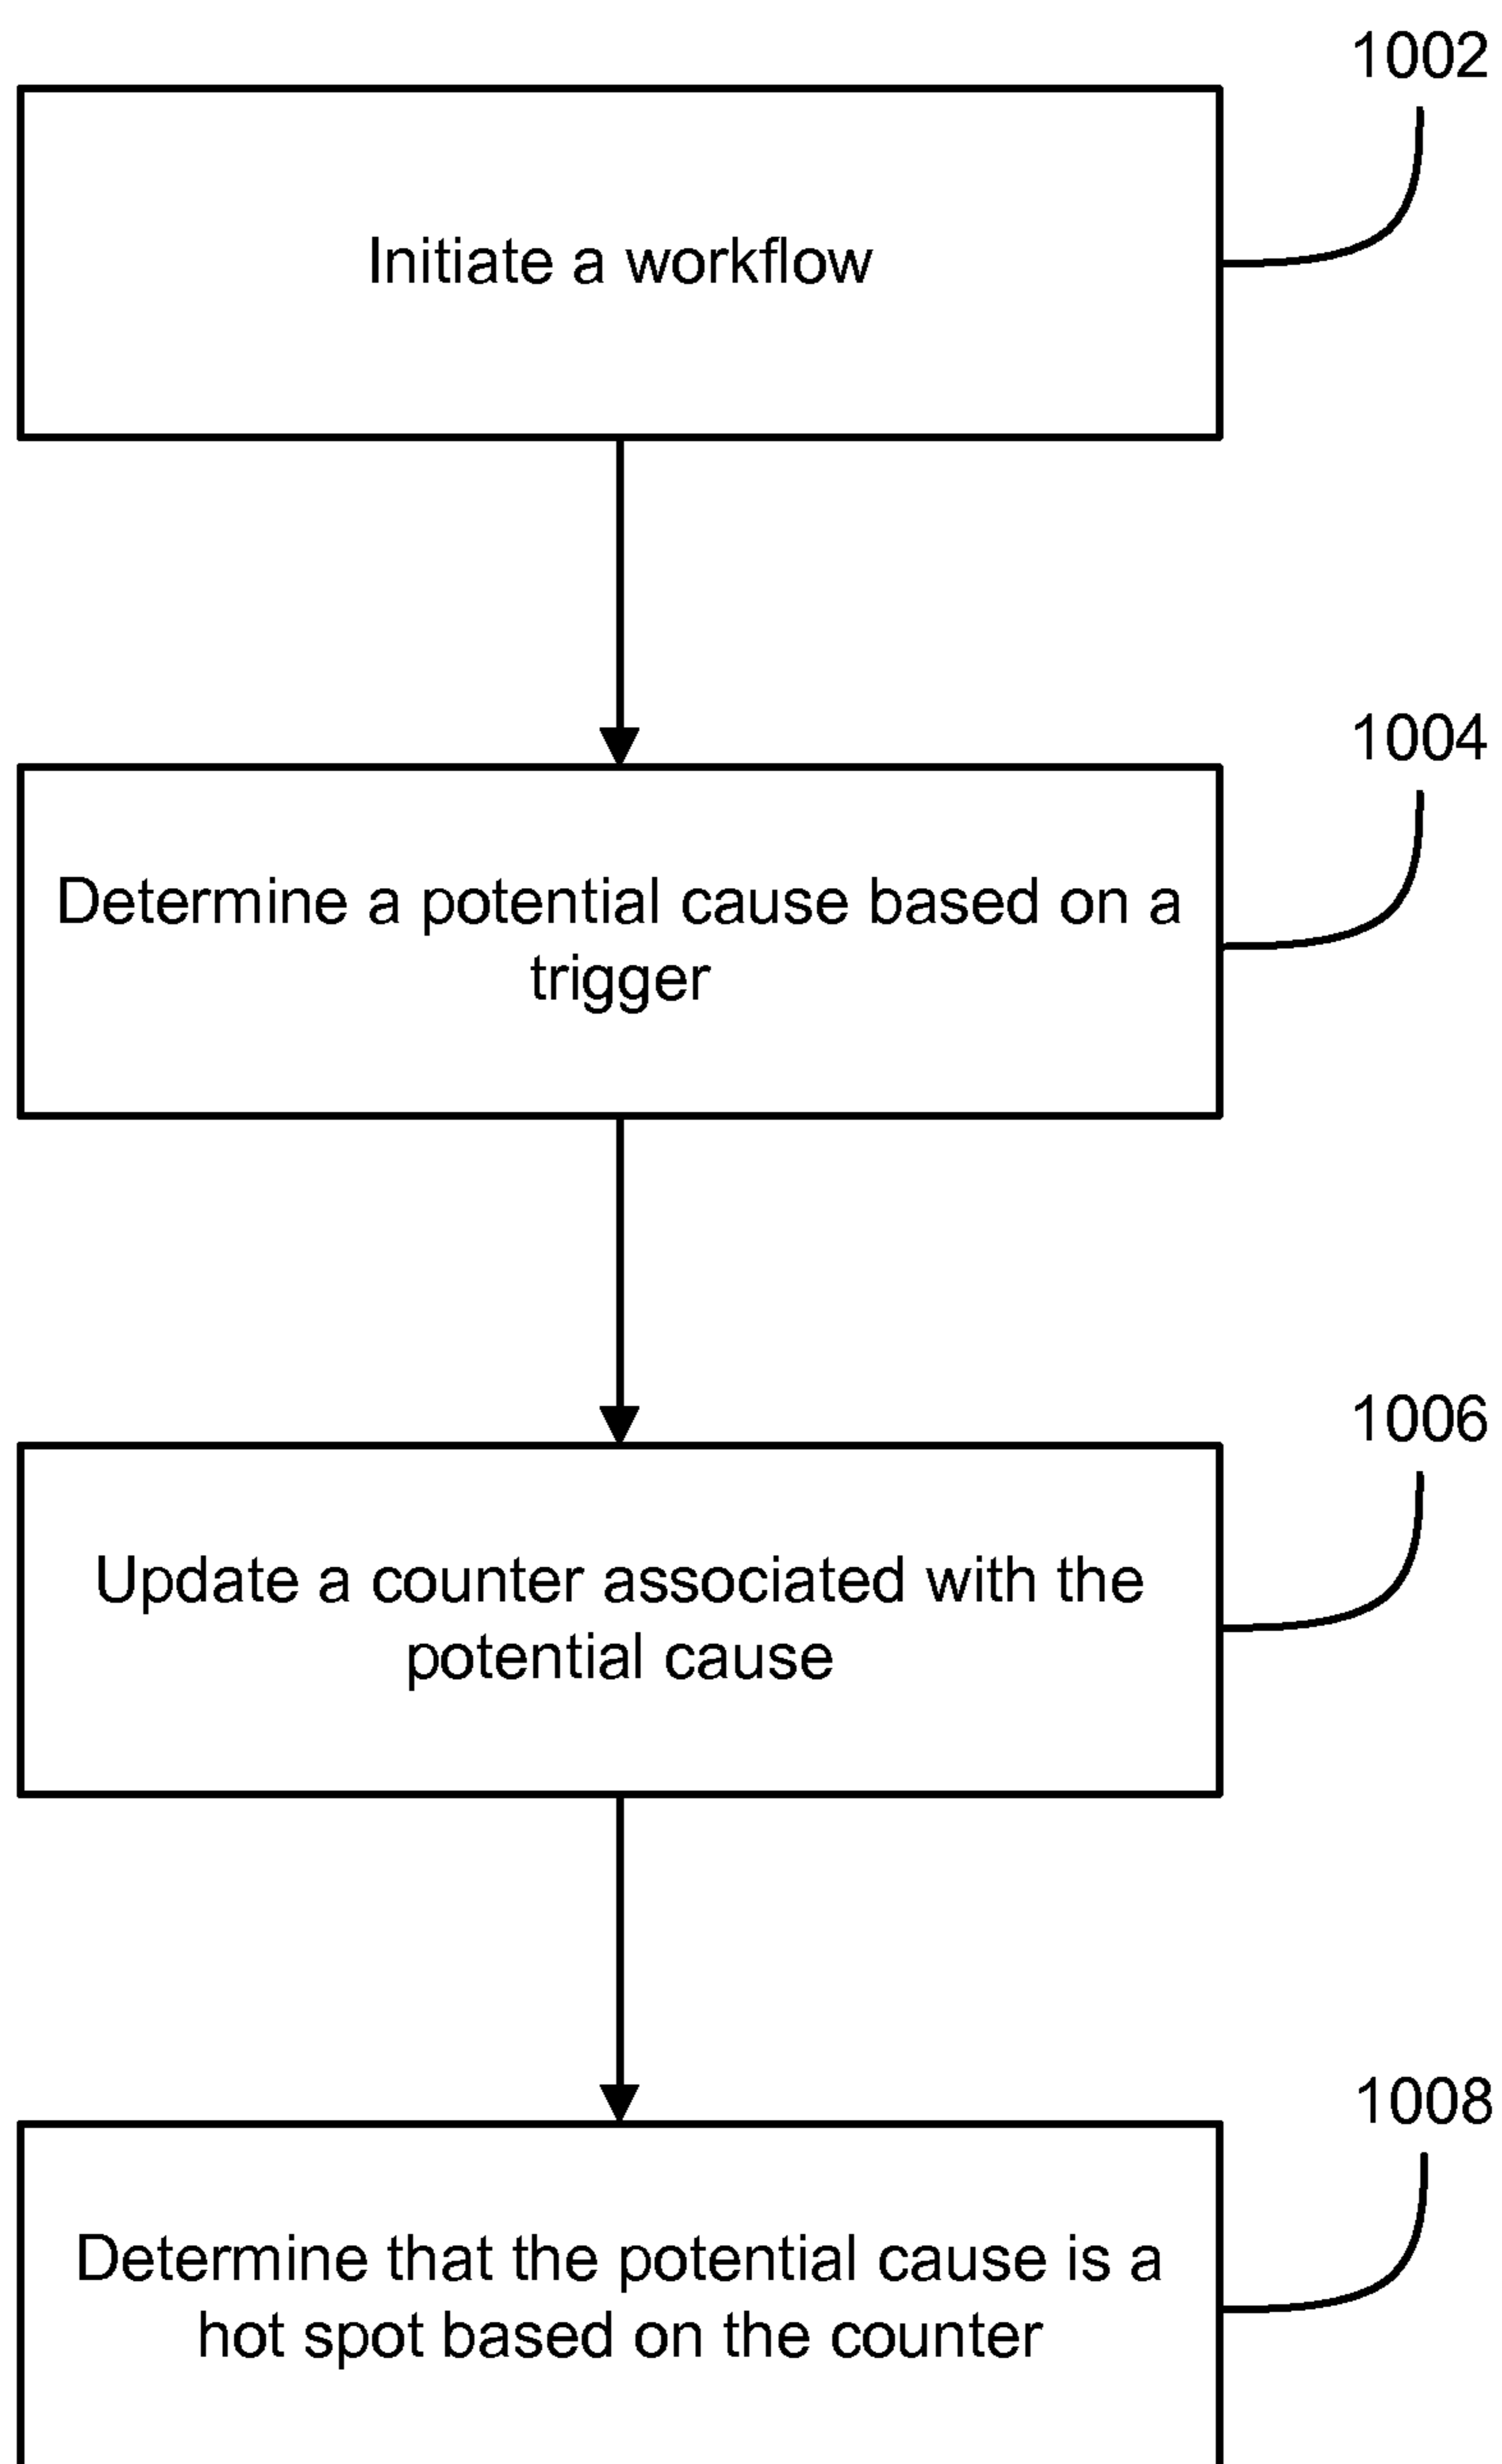 1002
Initiate a workflow
1004
Determine a potential cause based on a
trigger
1006
Update a counter associated with the
potential cause
1008
Determine that the potential cause is a
hot spot based on the counter